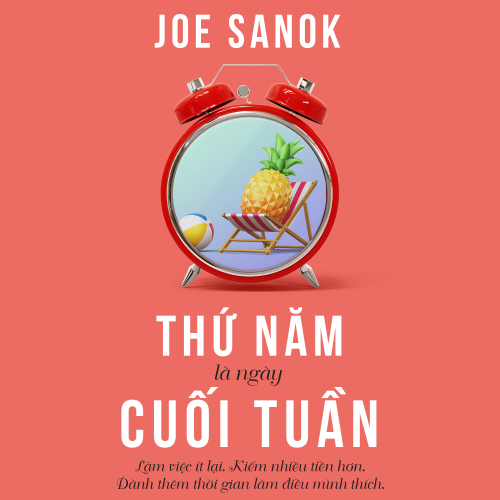 JOE SANOK
THỨ NĂM
là ngày
CUỐI TUẦN
Làm việc ít lại. Kiếm nhiều tiền hơn.
Dành thêm thời gian làm điều mình thích.